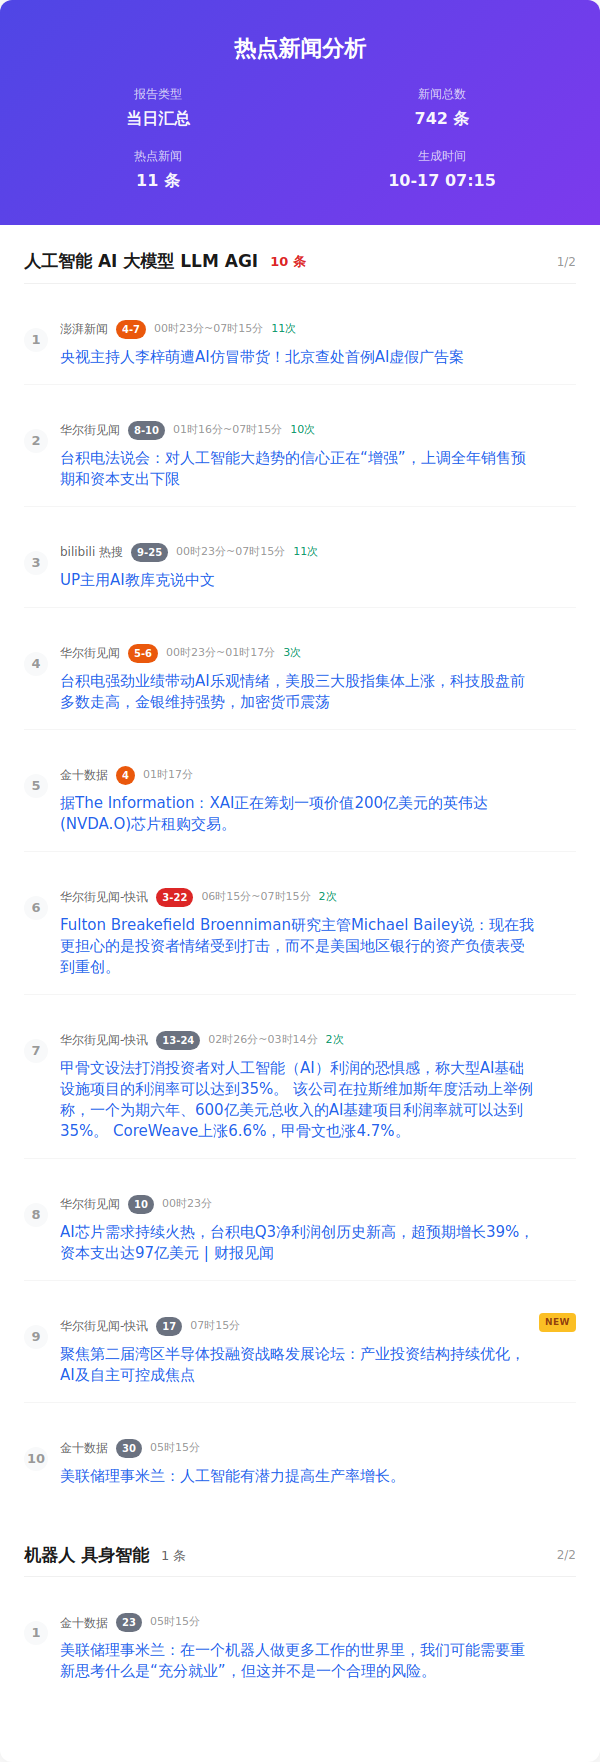 热点新闻分析
报告类型
新闻总数
当日汇总
742 条
热点新闻
生成时间
11 条
10-17 07:15
人工智能 AI 大模型 LLM AGI 10 条 1/2
1 澎湃新闻 4-7 00时23分~07时15分 11次
央视主持人李梓萌遭AI仿冒带货！北京查处首例AI虚假广告案
2 华尔街见闻 8-10 01时16分~07时15分 10次
台积电法说会：对人工智能大趋势的信心正在“增强”，上调全年销售预
期和资本支出下限
3 bilibili 热搜 9-25 00时23分~07时15分 11次
UP主用AI教库克说中文
4 华尔街见闻 5-6 00时23分~01时17分 3次
台积电强劲业绩带动AI乐观情绪，美股三大股指集体上涨，科技股盘前
多数走高，金银维持强势，加密货币震荡
5 金十数据 4 01时17分
据The Information：XAI正在筹划一项价值200亿美元的英伟达
(NVDA.O)芯片租购交易。
6 华尔街见闻-快讯 3-22 06时15分~07时15分 2次
Fulton Breakefield Broenniman研究主管Michael Bailey说：现在我
更担心的是投资者情绪受到打击，而不是美国地区银行的资产负债表受
到重创。
7 华尔街见闻-快讯 13-24 02时26分~03时14分 2次
甲骨文设法打消投资者对人工智能（AI）利润的恐惧感，称大型AI基础
设施项目的利润率可以达到35%。 该公司在拉斯维加斯年度活动上举例
称，一个为期六年、600亿美元总收入的AI基建项目利润率就可以达到
35%。 CoreWeave上涨6.6%，甲骨文也涨4.7%。
8 华尔街见闻 10 00时23分
AI芯片需求持续火热，台积电Q3净利润创历史新高，超预期增长39%，
资本支出达97亿美元 | 财报见闻
9 华尔街见闻-快讯 17 07时15分 NEW
聚焦第二届湾区半导体投融资战略发展论坛：产业投资结构持续优化，
AI及自主可控成焦点
10 金十数据 30 05时15分
美联储理事米兰：人工智能有潜力提高生产率增长。
机器人 具身智能 1 条 2/2
1 金十数据 23 05时15分
美联储理事米兰：在一个机器人做更多工作的世界里，我们可能需要重
新思考什么是“充分就业”，但这并不是一个合理的风险。